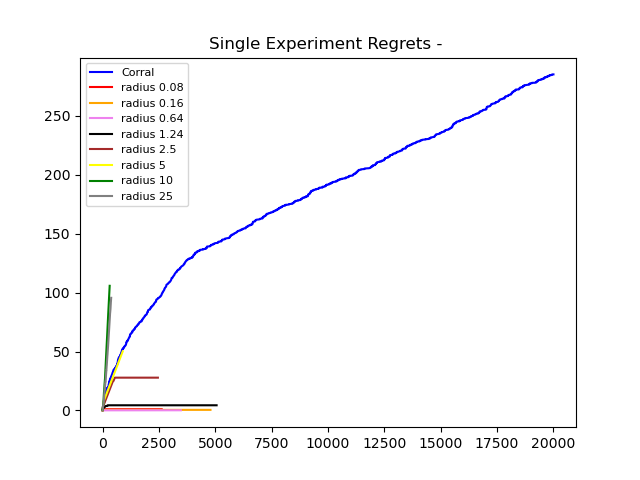 Single Experiment Regrets -
Corral
radius 0.08
radius 0.16
radius 0.64
radius 1.24
radius 2.5
radius 5
radius 10
radius 25
250
200
150
100
50
0
0 2500 5000 7500 10000 12500 15000 17500 20000